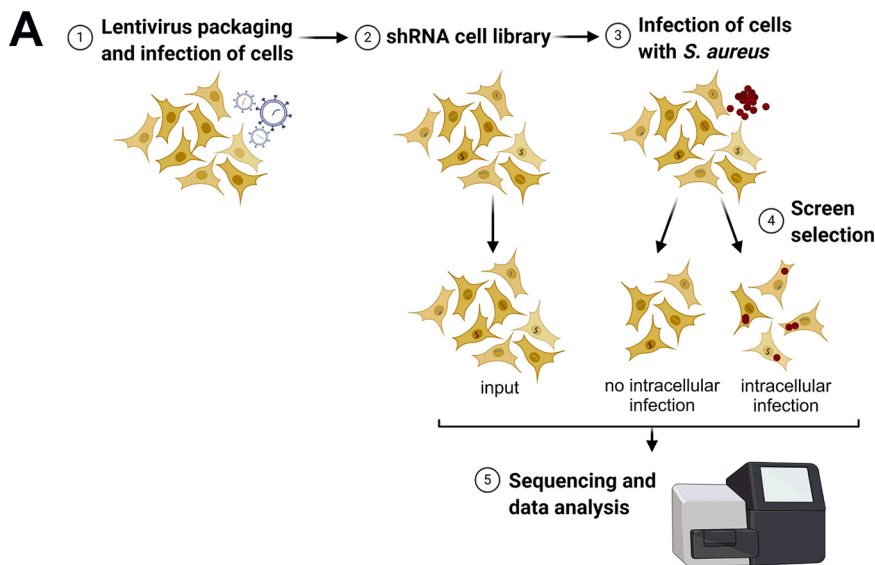 A
1 Lentivirus packaging
and infection of cells
2 shRNA cell library
3 Infection of cells
with S. aureus
4 Screen
selection
input
no intracellular
infection
intracellular
infection
5 Sequencing and
data analysis